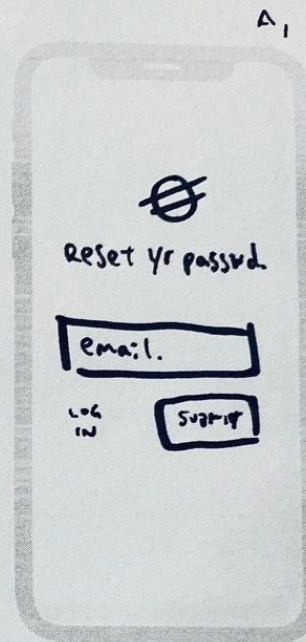 A1
Reset yr passwd.
email.
LOG
IN
SUBMIT